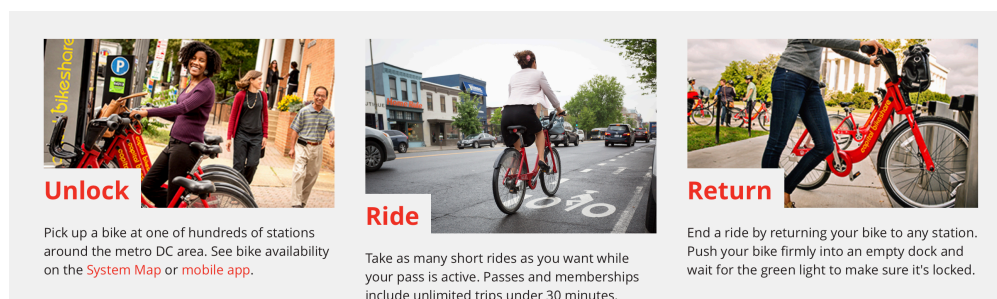 bikeshare
P
Unlock
Pick up a bike at one of hundreds of stations
around the metro DC area. See bike availability
on the System Map or mobile app.
Ride
Take as many short rides as you want while
your pass is active. Passes and memberships
include unlimited trips under 30 minutes.
Return
End a ride by returning your bike to any station.
Push your bike firmly into an empty dock and
wait for the green light to make sure it's locked.